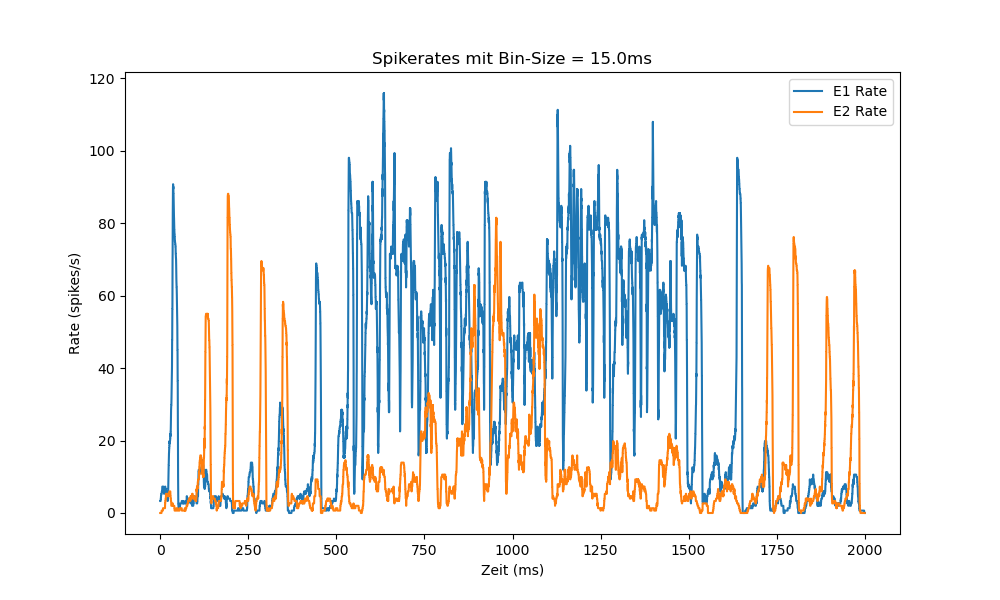 Spikerates mit Bin-Size = 15.0ms
E1 Rate
E2 Rate
Rate (spikes/s)
120
100
80
60
40
20
0
0 250 500 750 1000 1250 1500 1750 2000
Zeit (ms)